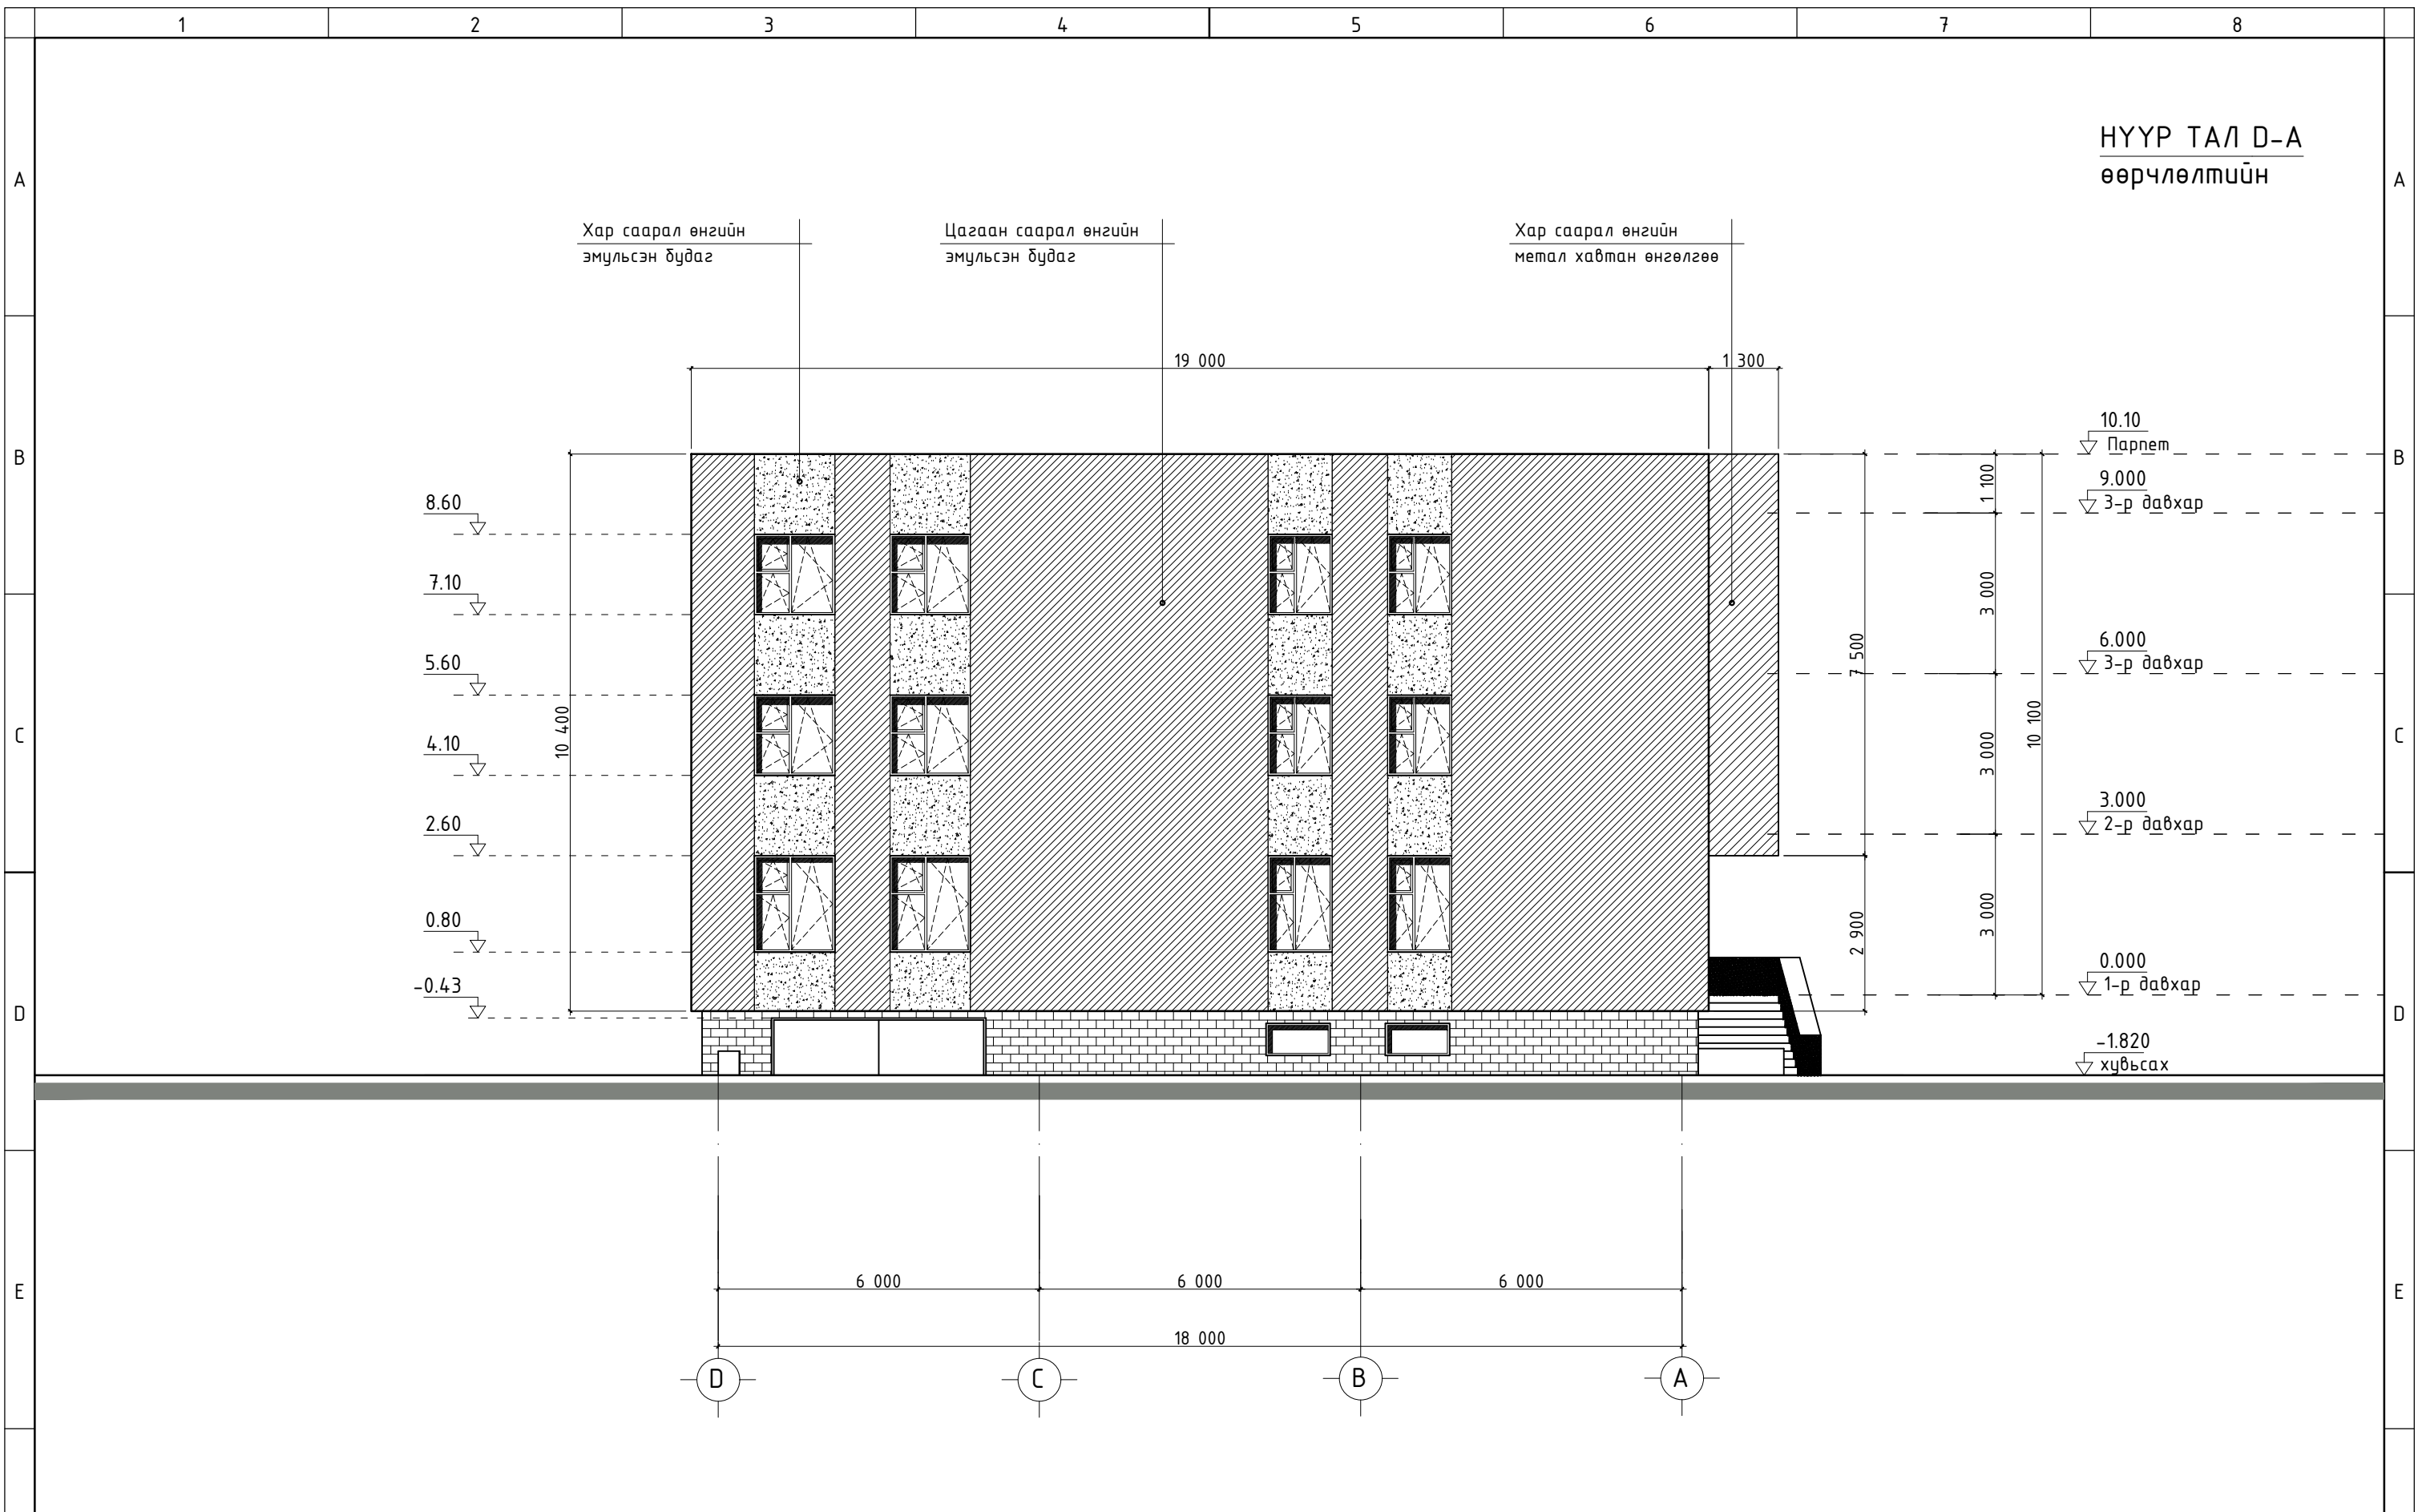 1 2 3 4 5 6 7 8
НҮҮР ТАЛ D-A
өөрчлөлтийн
A A
Хар саарал өнгийн
эмульсэн будаг
Цагаан саарал өнгийн
эмульсэн будаг
Хар саарал өнгийн
метал хавтан өнгөлгөө
19 000 1 300
10.10
Парпет
B B
9.000
3-р давхар
1 100
8.60
7.10
3 000
6.000
3-р давхар
7 500
5.60
4.10
10 400
C C
10 100
3 000
3.000
2-р давхар
2.60
0.80
2 900
3 000
0.000
1-р давхар
-0.43
D D
-1.820
хувьсах
6 000 6 000 6 000
E E
18 000
D C B A